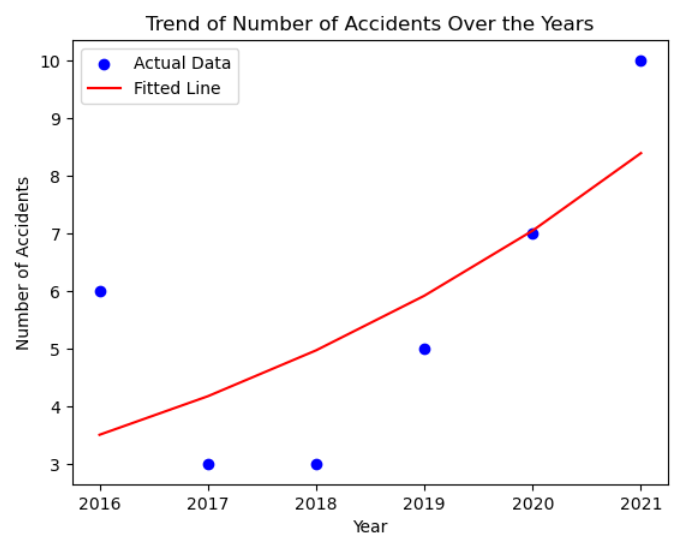 Trend of Number of Accidents Over the Years
Actual Data
Fitted Line
Number of Accidents
10
9
8
7
6
5
4
3
2016 2017 2018 2019 2020 2021
Year